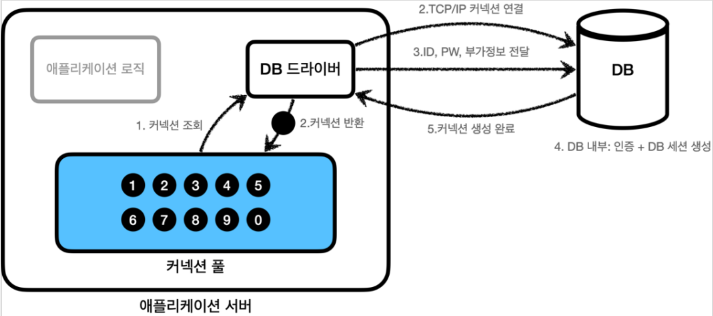 2.TCP/IP 커넥션 연결
애플리케이션 로직
DB 드라이버
3.ID, PW, 부가정보 전달
DB
1. 커넥션 조회
2.커넥션 반환
5.커넥션 생성 완료
4. DB 내부: 인증 + DB 세션 생성
1 2 3 4 5
6 7 8 9 0
커넥션 풀
애플리케이션 서버